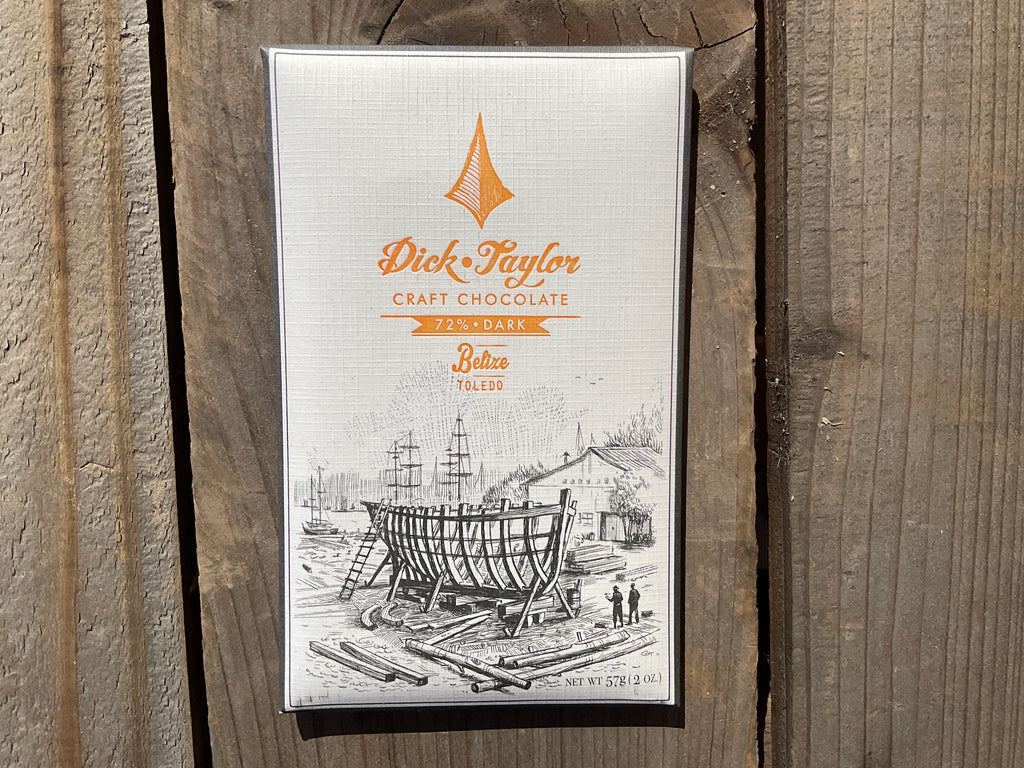 Dick • Taylor
CRAFT CHOCOLATE
72% • DARK
Belize
TOLEDO
NET WT 57g (2 OZ.)